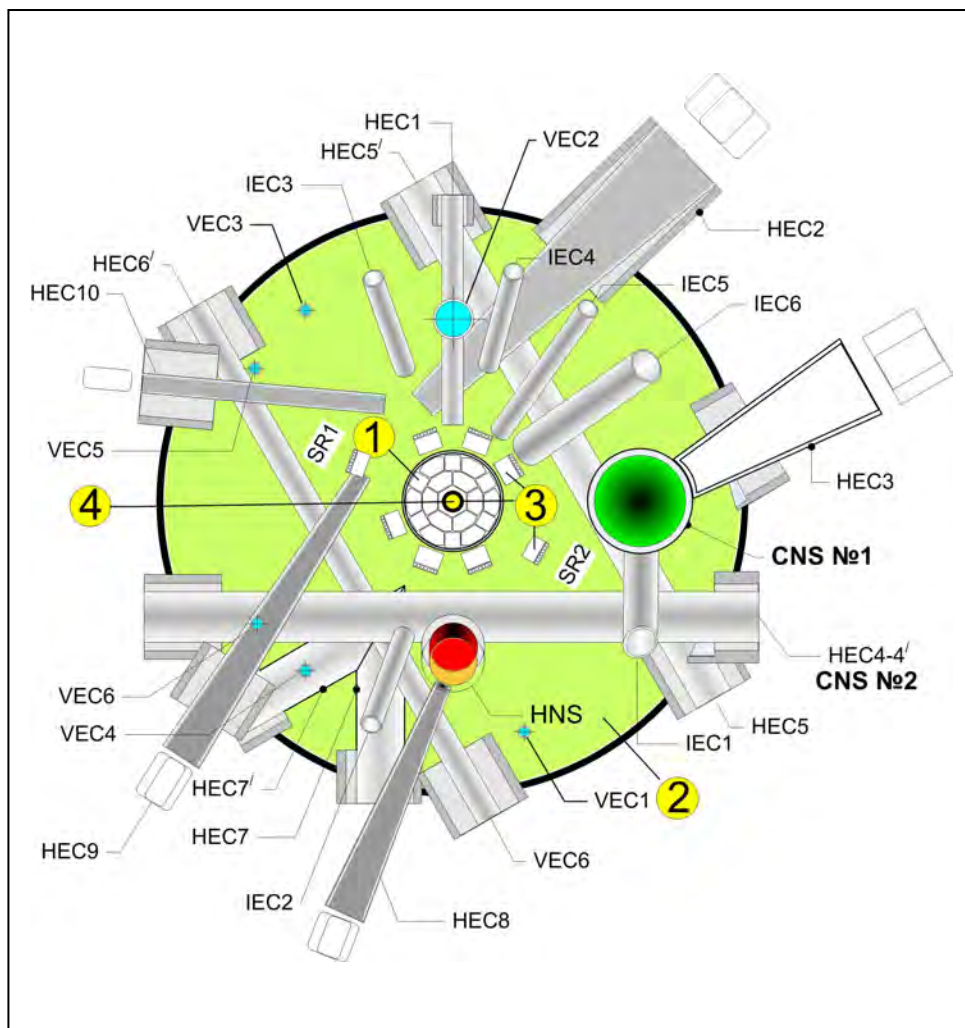 HEC1
HEC5/
VEC2
IEC3
VEC3
HEC2
HEC6/
IEC4
HEC10
IEC5
IEC6
VEC5
SR1
1
4
3
HEC3
SR2
CNS №1
HEC4-4/
CNS №2
VEC6
HNS
VEC4
HEC5
IEC1
HEC7/
VEC1
2
HEC7
HEC9
VEC6
IEC2
HEC8